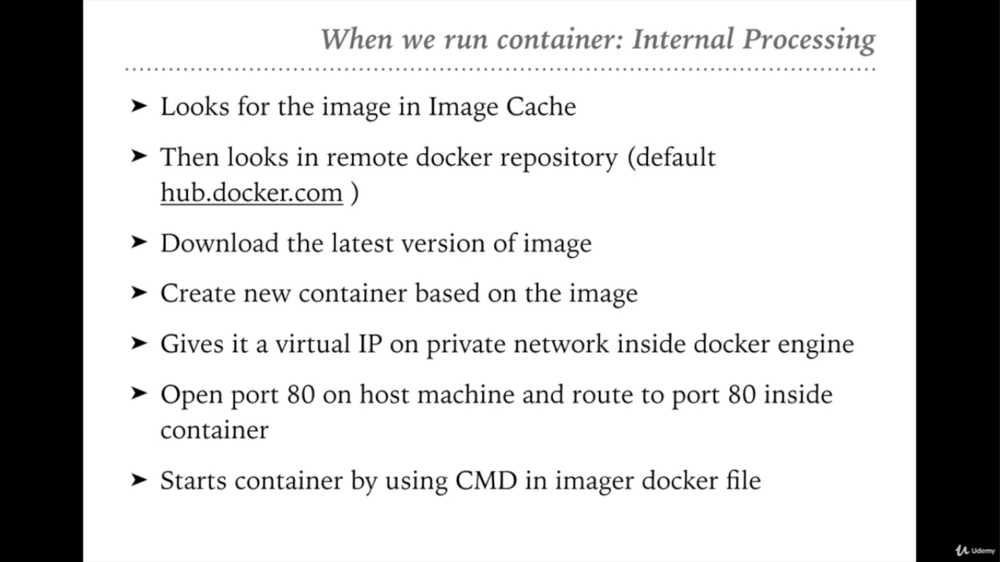 When we run container: Internal Processing
➤ Looks for the image in Image Cache
➤ Then looks in remote docker repository (default
hub.docker.com )
➤ Download the latest version of image
➤ Create new container based on the image
➤ Gives it a virtual IP on private network inside docker engine
➤ Open port 80 on host machine and route to port 80 inside
container
➤ Starts container by using CMD in imager docker file
Udemy